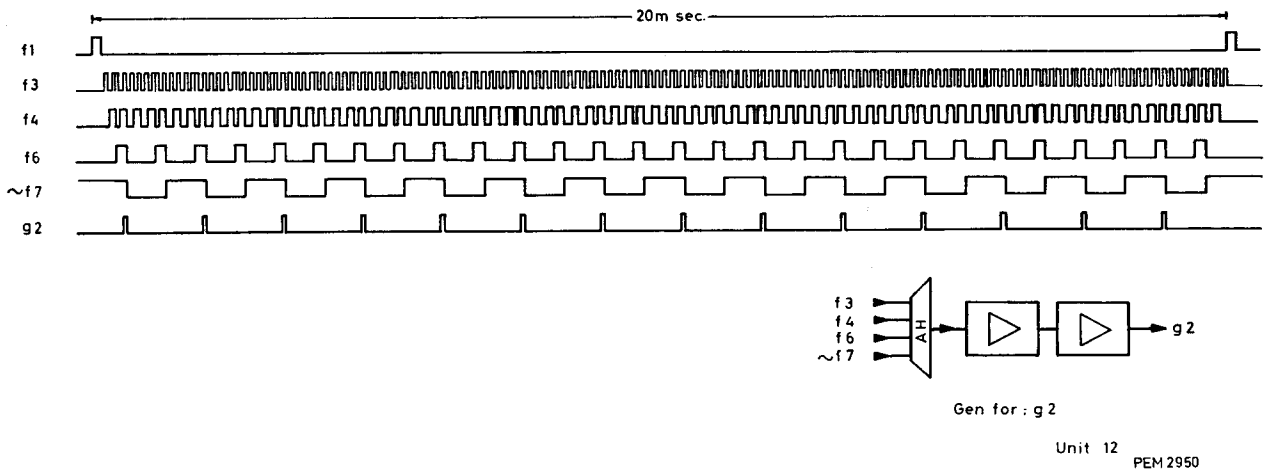 20m sec.
f1
f3
f4
f6
~f7
g2
f3
f4
f6
~f7
AH
g2
Gen for: g2
Unit 12
PEM 2950